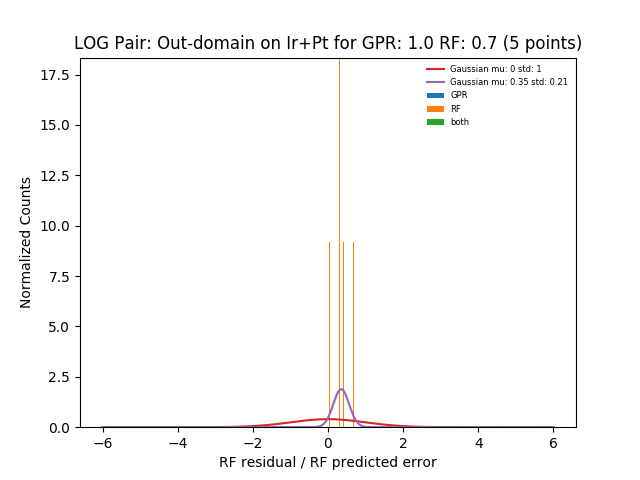 LOG Pair: Out-domain on Ir+Pt for GPR: 1.0 RF: 0.7 (5 points)
Gaussian mu: 0 std: 1
Gaussian mu: 0.35 std: 0.21
GPR
RF
both
Normalized Counts
17.5
15.0
12.5
10.0
7.5
5.0
2.5
0.0
−6 −4 −2 0 2 4 6
RF residual / RF predicted error